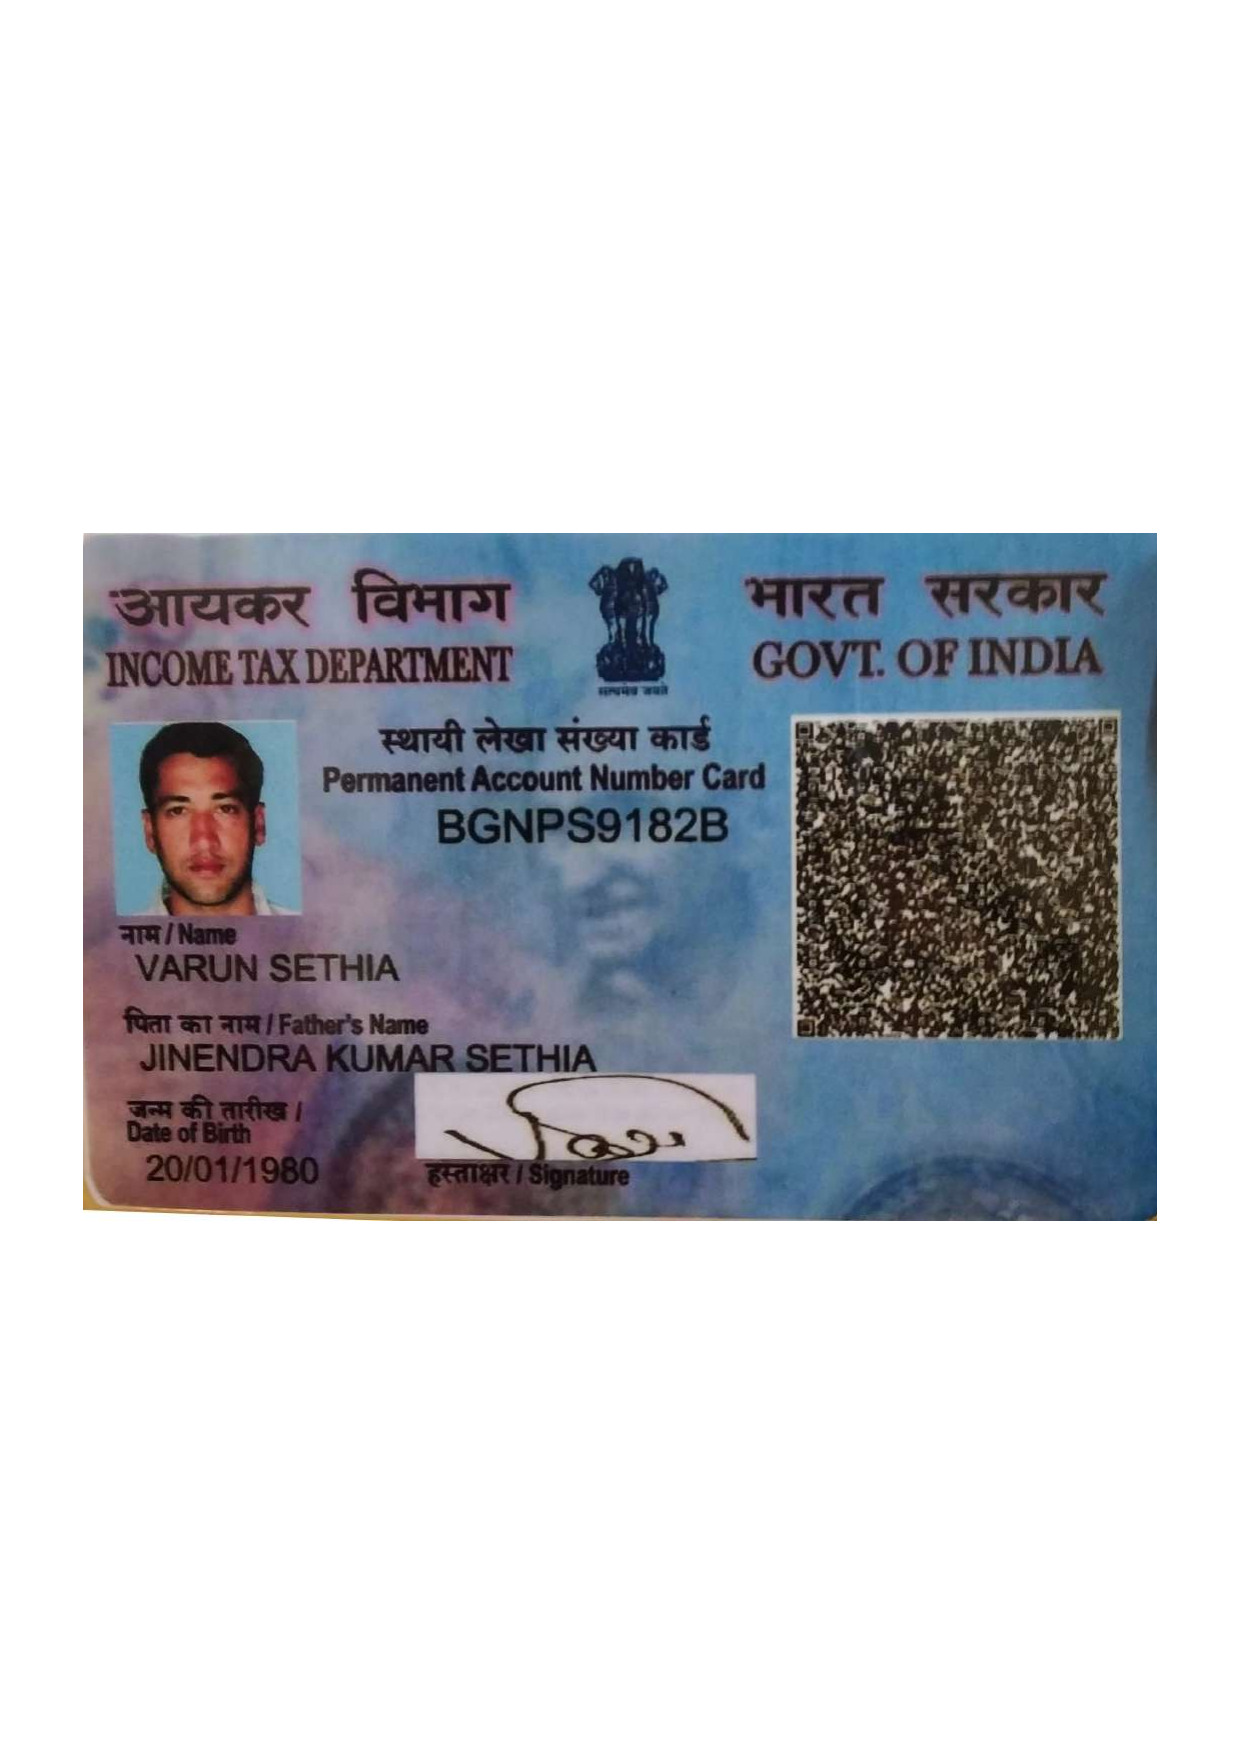 आयकर विभाग
INCOME TAX DEPARTMENT
सत्यमेव जयते
भारत सरकार
GOVT. OF INDIA
स्थायी लेखा संख्या कार्ड
Permanent Account Number Card
BGNPS9182B
नाम / Name
VARUN SETHIA
पिता का नाम / Father's Name
JINENDRA KUMAR SETHIA
जन्म की तारीख /
Date of Birth
20/01/1980
हस्ताक्षर / Signature